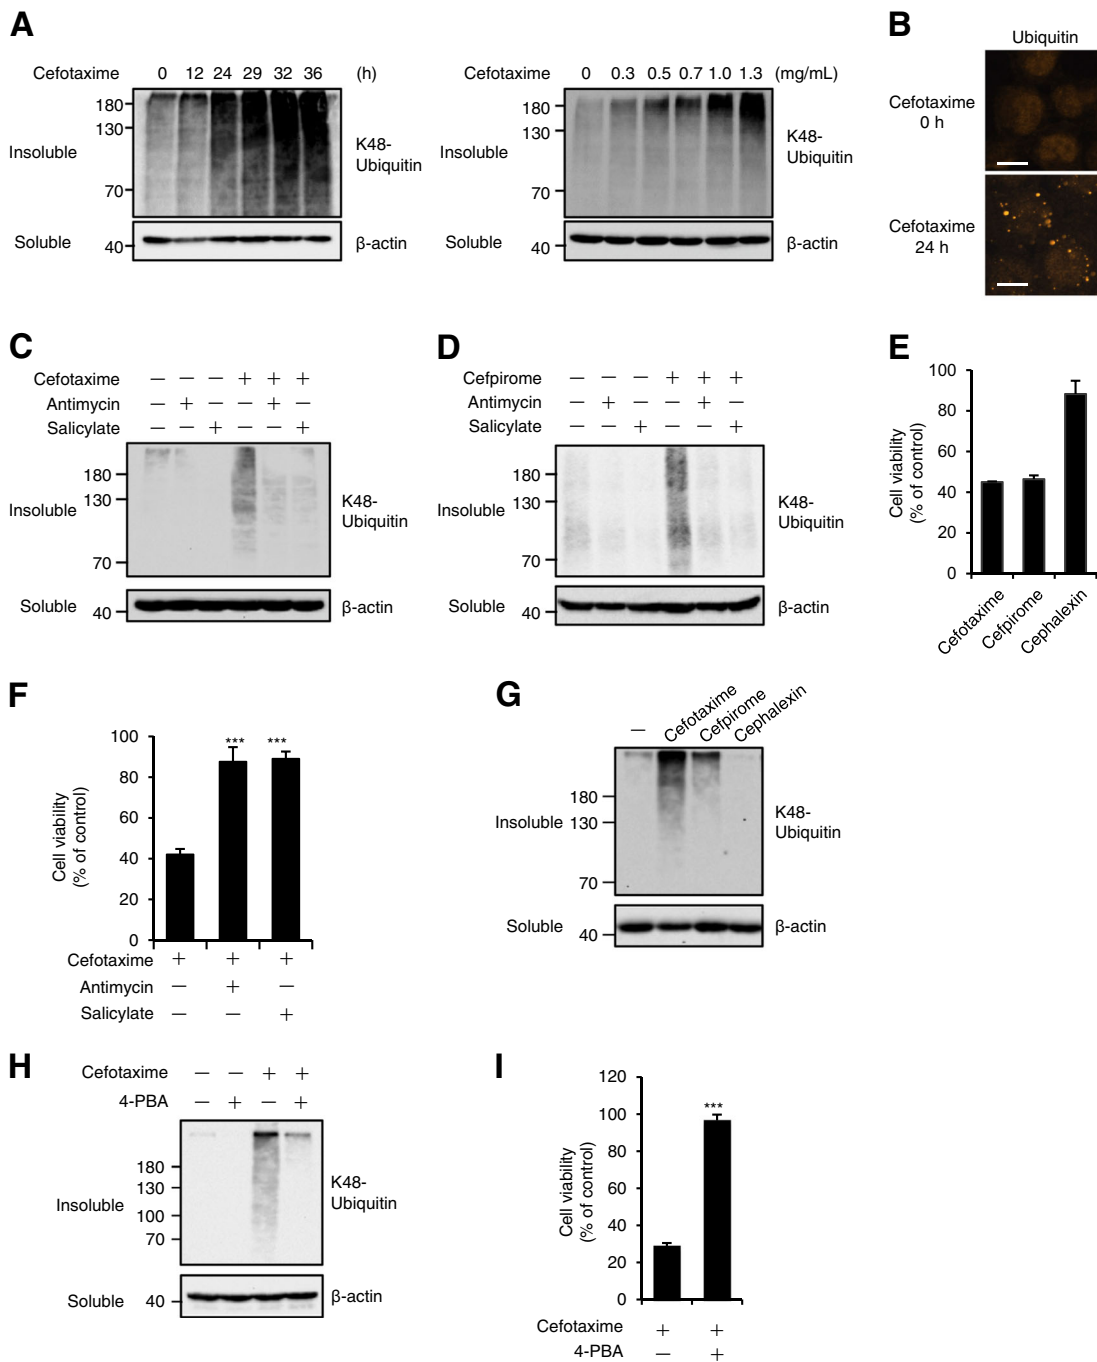 A
Cefotaxime 0 12 24 29 32 36 (h)
180
130
Insoluble
K48-
Ubiquitin
70
Soluble
40
β-actin
Cefotaxime 0 0.3 0.5 0.7 1.0 1.3 (mg/mL)
180
130
Insoluble
K48-
Ubiquitin
70
Soluble
40
β-actin
B
Ubiquitin
Cefotaxime
0 h
Cefotaxime
24 h
C
Cefotaxime — — — + + +
Antimycin — + — — + —
Salicylate — — + — — +
180
130
Insoluble
K48-
Ubiquitin
70
Soluble
40
β-actin
D
Cefpirome — — — + + +
Antimycin — + — — + —
Salicylate — — + — — +
180
130
Insoluble
K48-
Ubiquitin
70
Soluble
40
β-actin
E
Cell viability
(% of control)
100
80
60
40
20
0
Cefotaxime
Cefpirome
Cephalexin
F
Cell viability
(% of control)
100
80
60
40
20
0
*** ***
Cefotaxime + + +
Antimycin — + —
Salicylate — — +
G
— Cefotaxime Cefpirome Cephalexin
180
Insoluble 130
K48-
Ubiquitin
70
Soluble
40
β-actin
H
Cefotaxime — — + +
4-PBA — + — +
180
130
Insoluble
100
70
K48-
Ubiquitin
Soluble 40
β-actin
I
Cell viability
(% of control)
120
100
80
60
40
20
0
***
Cefotaxime + +
4-PBA — +